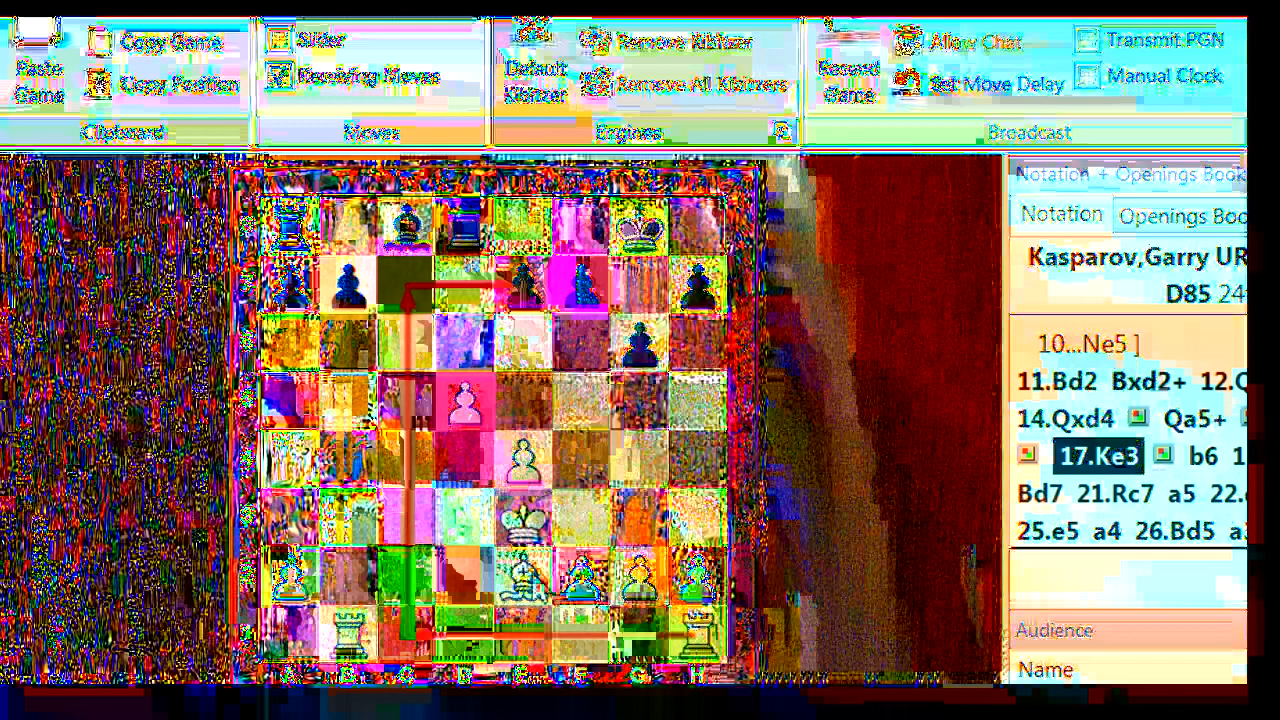 Paste Game
Copy Game
Copy Position
Clipboard
Slider
Receiving Moves
Moves
Default Kibitzer
Remove Kibitzer
Remove All Kibitzers
Engines
Record Game
Allow Chat
Set Move Delay
Transmit PGN
Manual Clock
Broadcast
Notation + Openings Book
Notation Openings Boo
Kasparov,Garry UR
D85 24
10...Ne5 ]
11.Bd2 Bxd2+ 12.
14.Qxd4 Qa5+
17.Ke3 b6 1
Bd7 21.Rc7 a5 22.
25.e5 a4 26.Bd5 a
Audience
Name